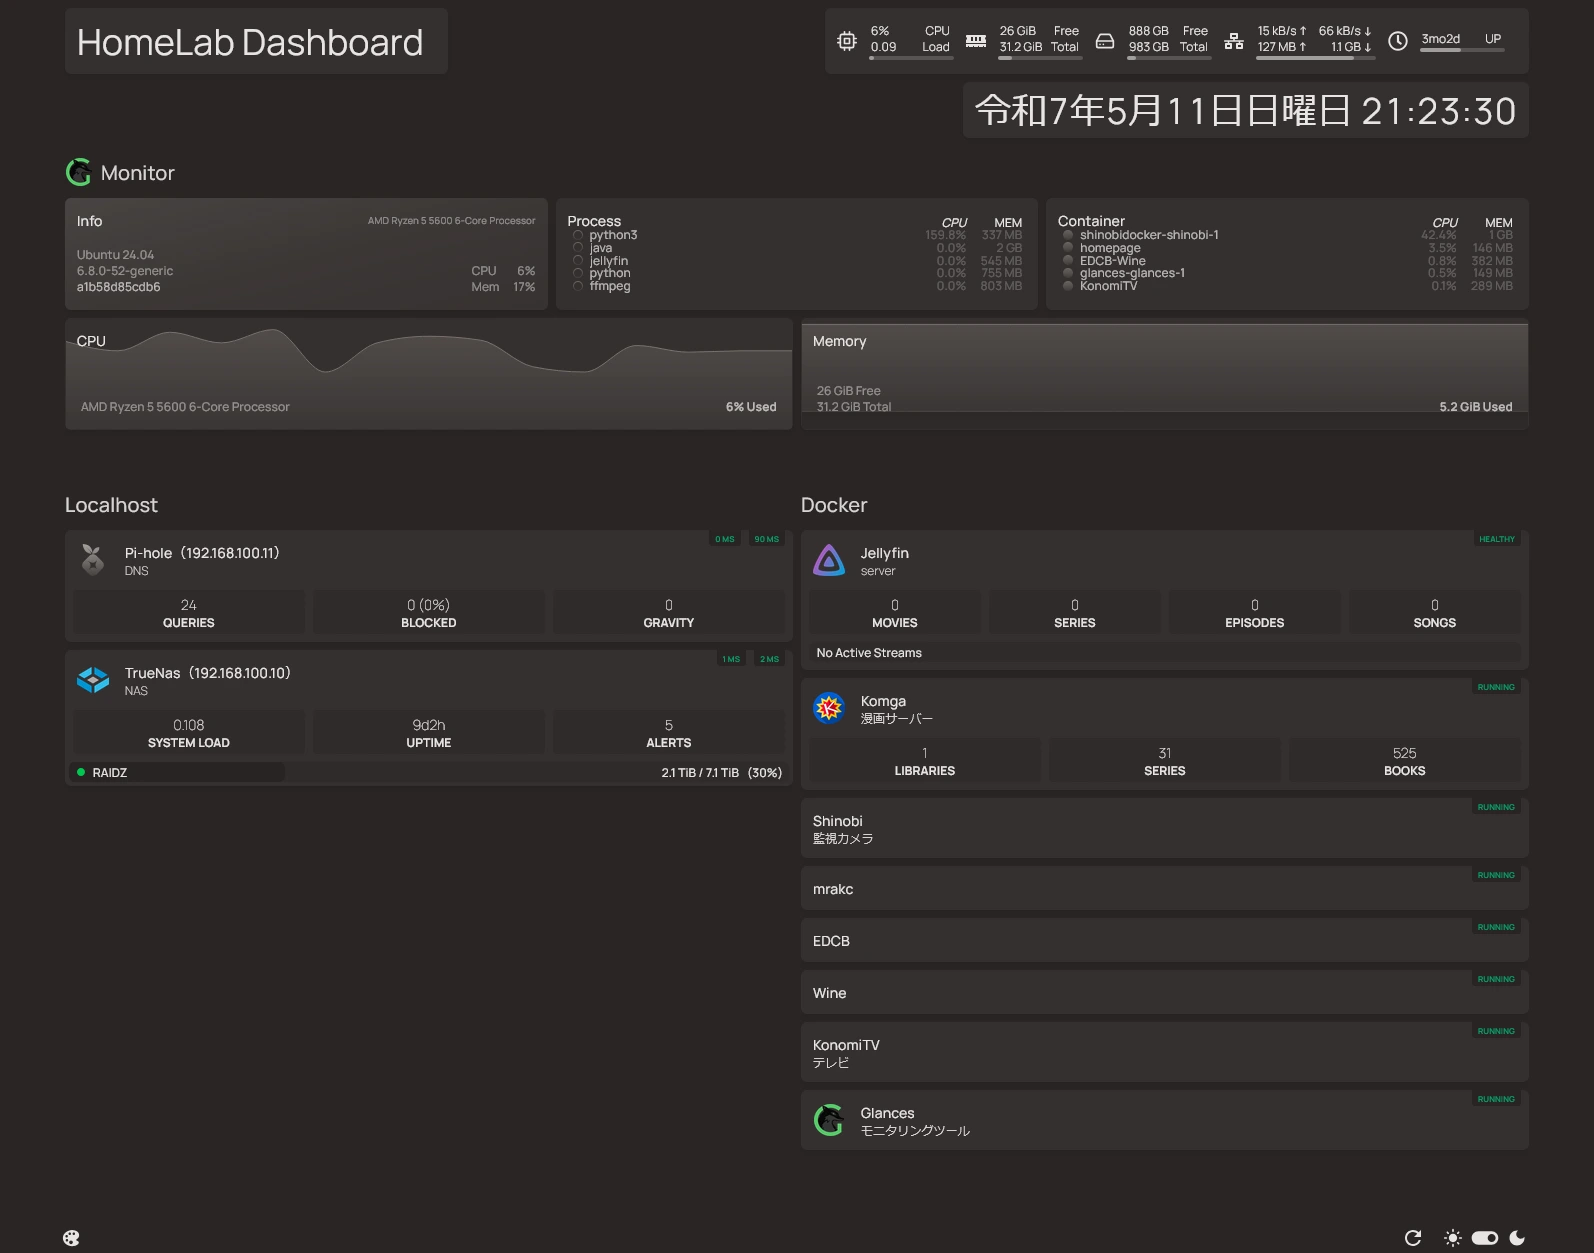 HomeLab Dashboard
6% CPU
0.09 Load
26 GiB Free
31.2 GiB Total
888 GB Free
983 GB Total
15 kB/s ↑ 66 kB/s ↓
127 MB ↑ 1.1 GB ↓
3mo2d UP
令和7年5月11日日曜日 21:23:30
Monitor
Info AMD Ryzen 5 5600 6-Core Processor
Ubuntu 24.04
6.8.0-52-generic CPU 6%
a1b58d85cdb6 Mem 17%
Process CPU MEM
python3 159.8% 337 MB
java 0.0% 2 GB
jellyfin 0.0% 545 MB
python 0.0% 755 MB
ffmpeg 0.0% 803 MB
Container CPU MEM
shinobidocker-shinobi-1 42.4% 1 GB
homepage 3.5% 146 MB
EDCB-Wine 0.8% 382 MB
glances-glances-1 0.5% 149 MB
KonomiTV 0.1% 289 MB
CPU
AMD Ryzen 5 5600 6-Core Processor 6% Used
Memory
26 GiB Free
31.2 GiB Total 5.2 GiB Used
Localhost
0 MS 90 MS
Pi-hole（192.168.100.11）
DNS
24 0 (0%) 0
QUERIES BLOCKED GRAVITY
1 MS 2 MS
TrueNas（192.168.100.10）
NAS
0.108 9d2h 5
SYSTEM LOAD UPTIME ALERTS
RAIDZ 2.1 TiB / 7.1 TiB (30%)
Docker
HEALTHY
Jellyfin
server
0 0 0 0
MOVIES SERIES EPISODES SONGS
No Active Streams
RUNNING
Komga
漫画サーバー
1 31 525
LIBRARIES SERIES BOOKS
RUNNING
Shinobi
監視カメラ
RUNNING
mrakc
RUNNING
EDCB
RUNNING
Wine
RUNNING
KonomiTV
テレビ
RUNNING
Glances
モニタリングツール